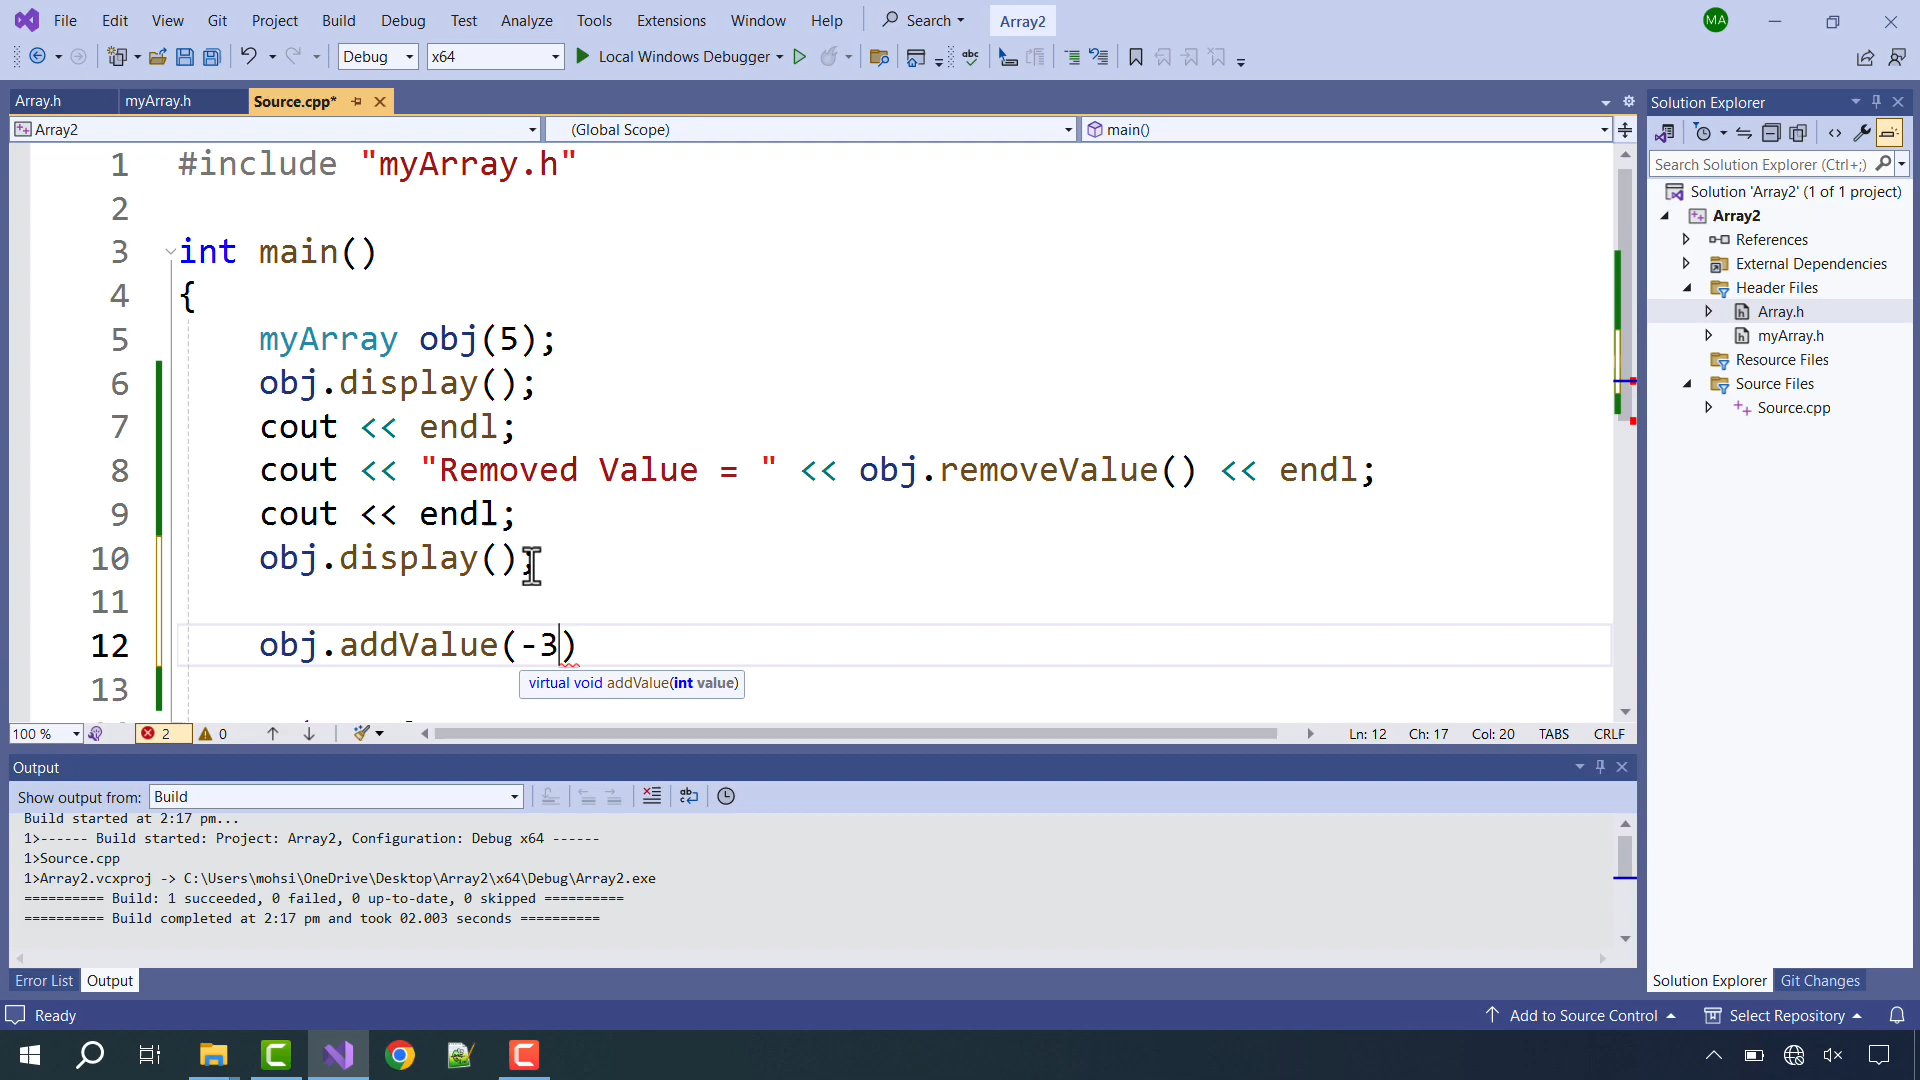 File Edit View Git Project Build Debug Test Analyze Tools Extensions Window Help Search Array2 MA
Debug x64 Local Windows Debugger
Array.h myArray.h Source.cpp*
Array2 (Global Scope) main()
1 #include "myArray.h"
2
3 int main()
4 {
5 myArray obj(5);
6 obj.display();
7 cout << endl;
8 cout << "Removed Value = " << obj.removeValue() << endl;
9 cout << endl;
10 obj.display();
11
12 obj.addValue(-3)
virtual void addValue(int value)
13
100 % 2 0 Ln: 12 Ch: 17 Col: 20 TABS CRLF
Output
Show output from: Build
Build started at 2:17 pm...
1>------ Build started: Project: Array2, Configuration: Debug x64 ------
1>Source.cpp
1>Array2.vcxproj -> C:\Users\mohsi\OneDrive\Desktop\Array2\x64\Debug\Array2.exe
========== Build: 1 succeeded, 0 failed, 0 up-to-date, 0 skipped ==========
========== Build completed at 2:17 pm and took 02.003 seconds ==========
Error List Output
Solution Explorer
Search Solution Explorer (Ctrl+;)
Solution 'Array2' (1 of 1 project)
Array2
References
External Dependencies
Header Files
Array.h
myArray.h
Resource Files
Source Files
Source.cpp
Solution Explorer Git Changes
Ready Add to Source Control Select Repository